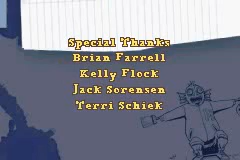 Special Thanks
Brian Farrell
Kelly Flock
Jack Sorensen
Terri Schiek